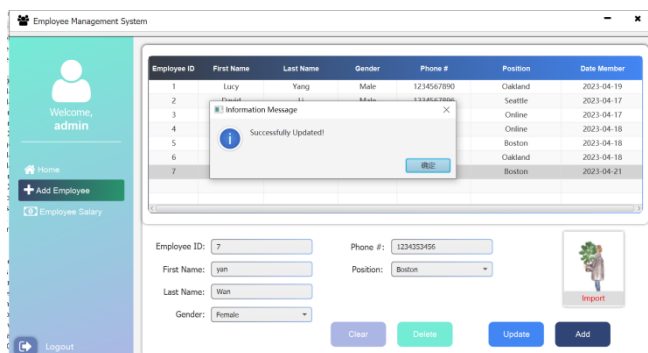 Employee Management System
Welcome,
admin
Home
Add Employee
Employee Salary
Logout
Employee ID First Name Last Name Gender Phone # Position Date Member
1 Lucy Yang Male 1234567890 Oakland 2023-04-19
2 David Li Male 1234567896 Seattle 2023-04-17
3 Online 2023-04-17
4 Online 2023-04-18
5 Boston 2023-04-18
6 Oakland 2023-04-18
7 Boston 2023-04-21
Information Message
Successfully Updated!
确定
Employee ID: 7 Phone #: 1234353456
First Name: yan Position: Boston
Last Name: Wan
Gender: Female
Import
Clear Delete Update Add